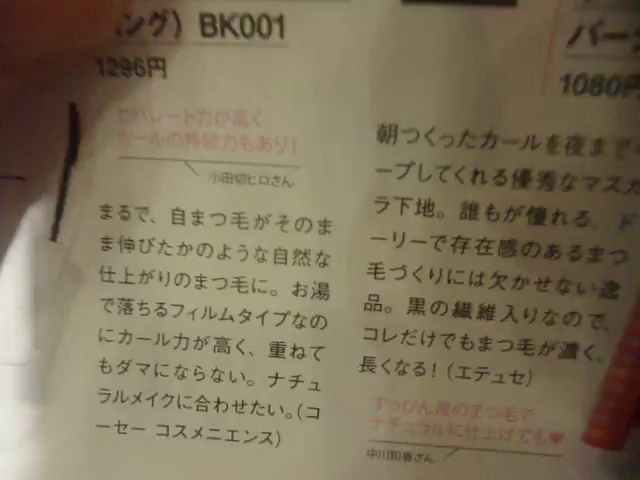 ング) BK001
1296円
セパレート力が高く
カールの持続力もあり!
小田切ヒロさん
まるで、自まつ毛がそのま
ま伸びたかのような自然な
仕上がりのまつ毛に。お湯
で落ちるフィルムタイプなの
にカール力が高く、重ねて
もダマにならない。ナチュ
ラルメイクに合わせたい。(コ
ーセー コスメニエンス)
バー
1080円
朝つくったカールを夜まで
ープしてくれる優秀なマスカ
ラ下地。誰もが憧れる、ド
ーリーで存在感のあるまつ
毛づくりには欠かせない逸
品。黒の繊維入りなので、
コレだけでもまつ毛が濃く、
長くなる!(エテュセ)
すっぴん風のまつ毛で
ナチュラルに仕上げても♥